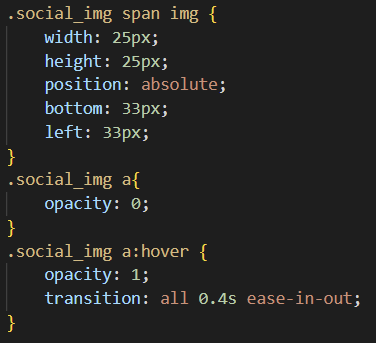 .social_img span img {
    width: 25px;
    height: 25px;
    position: absolute;
    bottom: 33px;
    left: 33px;
}
.social_img a{
    opacity: 0;
}
.social_img a:hover {
    opacity: 1;
    transition: all 0.4s ease-in-out;
}